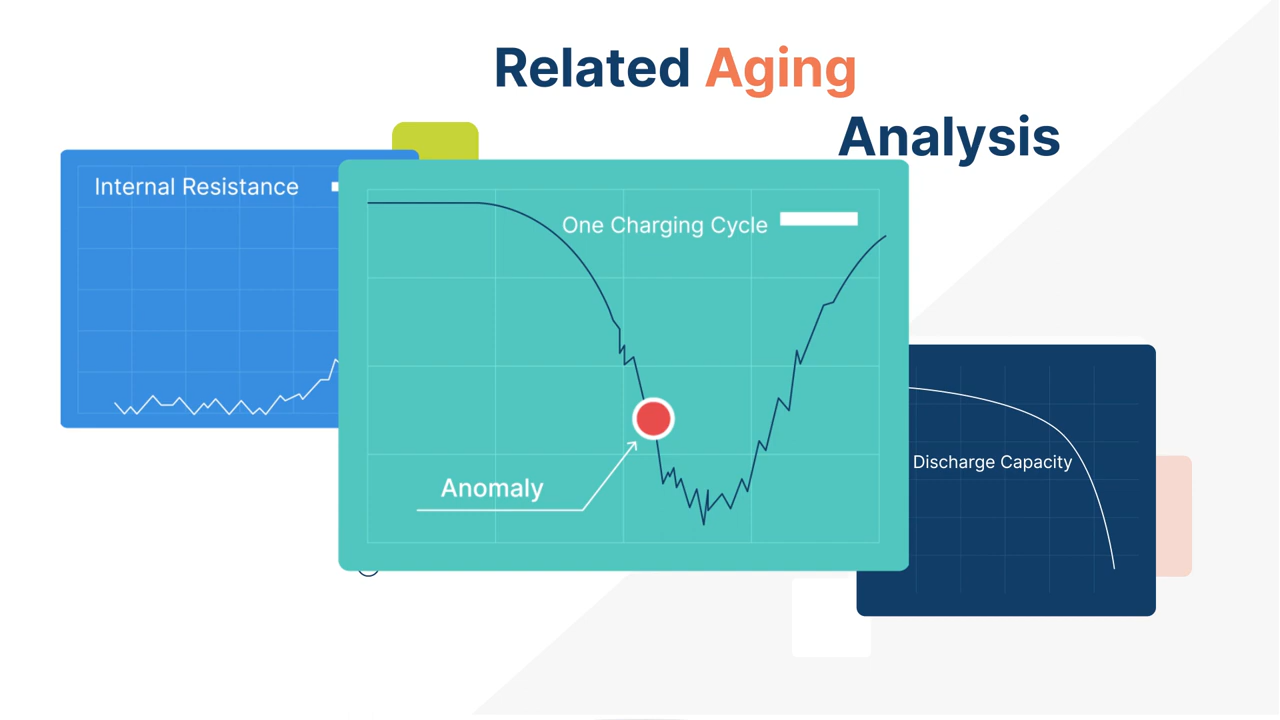 Related Aging
Analysis
Internal Resistance
One Charging Cycle
Anomaly
Discharge Capacity